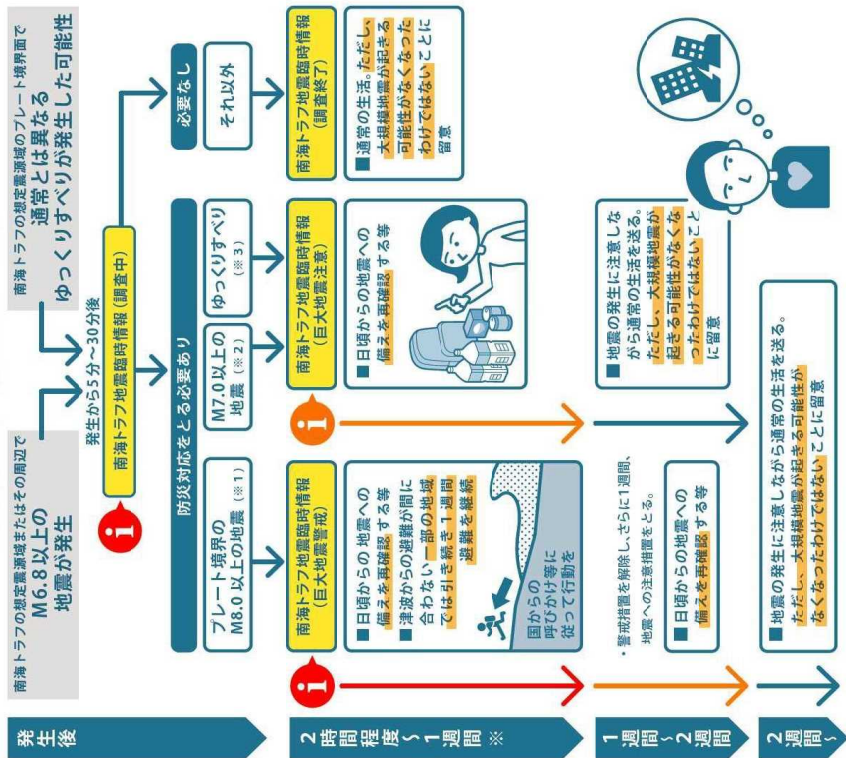 南海トラフの想定震源域またはその周辺で
M6.8以上の
地震が発生
南海トラフの想定震源域のプレート境界面で
通常とは異なる
ゆっくりすべりが発生した可能性
発生後
発生から5分~30分後
南海トラフ地震臨時情報(調査中)
防災対応をとる必要あり
必要なし
プレート境界の
M8.0以上の地震(※1)
M7.0以上の
地震(※2)
ゆっくりすべり
(※3)
それ以外
2時間程度~1週間※
南海トラフ地震臨時情報
(巨大地震警戒)
南海トラフ地震臨時情報
(巨大地震注意)
南海トラフ地震臨時情報
(調査終了)
■日頃からの地震への
備えを再確認する等
■津波からの避難が間に
合わない一部の地域
では引き続き1週間
避難を継続
国からの
呼びかけ等に
従って行動を
■日頃からの地震への
備えを再確認する等
■通常の生活。ただし、
大規模地震が起きる
可能性がなくなった
わけではないことに
留意
1週間~2週間
・警戒措置を解除し、さらに1週間、
地震への注意措置をとる。
■日頃からの地震への
備えを再確認する等
■地震の発生に注意しな
がら通常の生活を送る。
ただし、大規模地震が
起きる可能性がなくな
ったわけではないこと
に留意
2週間~
■地震の発生に注意しながら通常の生活を送る。
ただし、大規模地震が起きる可能性が
なくなったわけではないことに留意